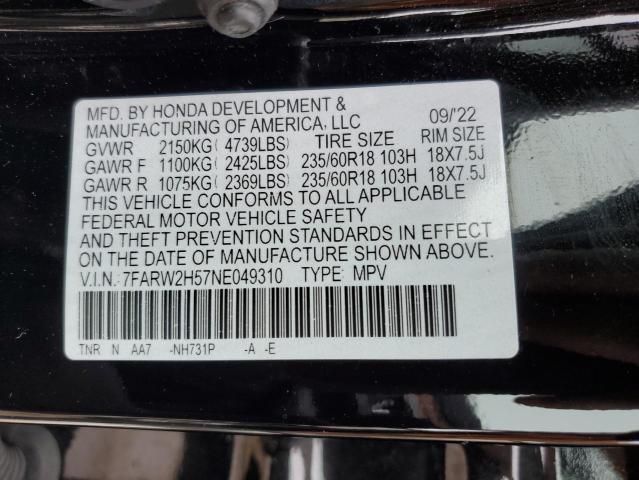 MFD. BY HONDA DEVELOPMENT & 09/'22
MANUFACTURING OF AMERICA, LLC
GVWR 2150KG( 4739LBS) TIRE SIZE RIM SIZE
GAWR F 1100KG( 2425LBS) 235/60R18 103H 18X7.5J
GAWR R 1075KG( 2369LBS) 235/60R18 103H 18X7.5J
THIS VEHICLE CONFORMS TO ALL APPLICABLE
FEDERAL MOTOR VEHICLE SAFETY
AND THEFT PREVENTION STANDARDS IN EFFECT
ON THE DATE OF MANUFACTURE SHOWN ABOVE.
V.I.N.:7FARW2H57NE049310 TYPE: MPV
TNR N AA7 -NH731P -A -E